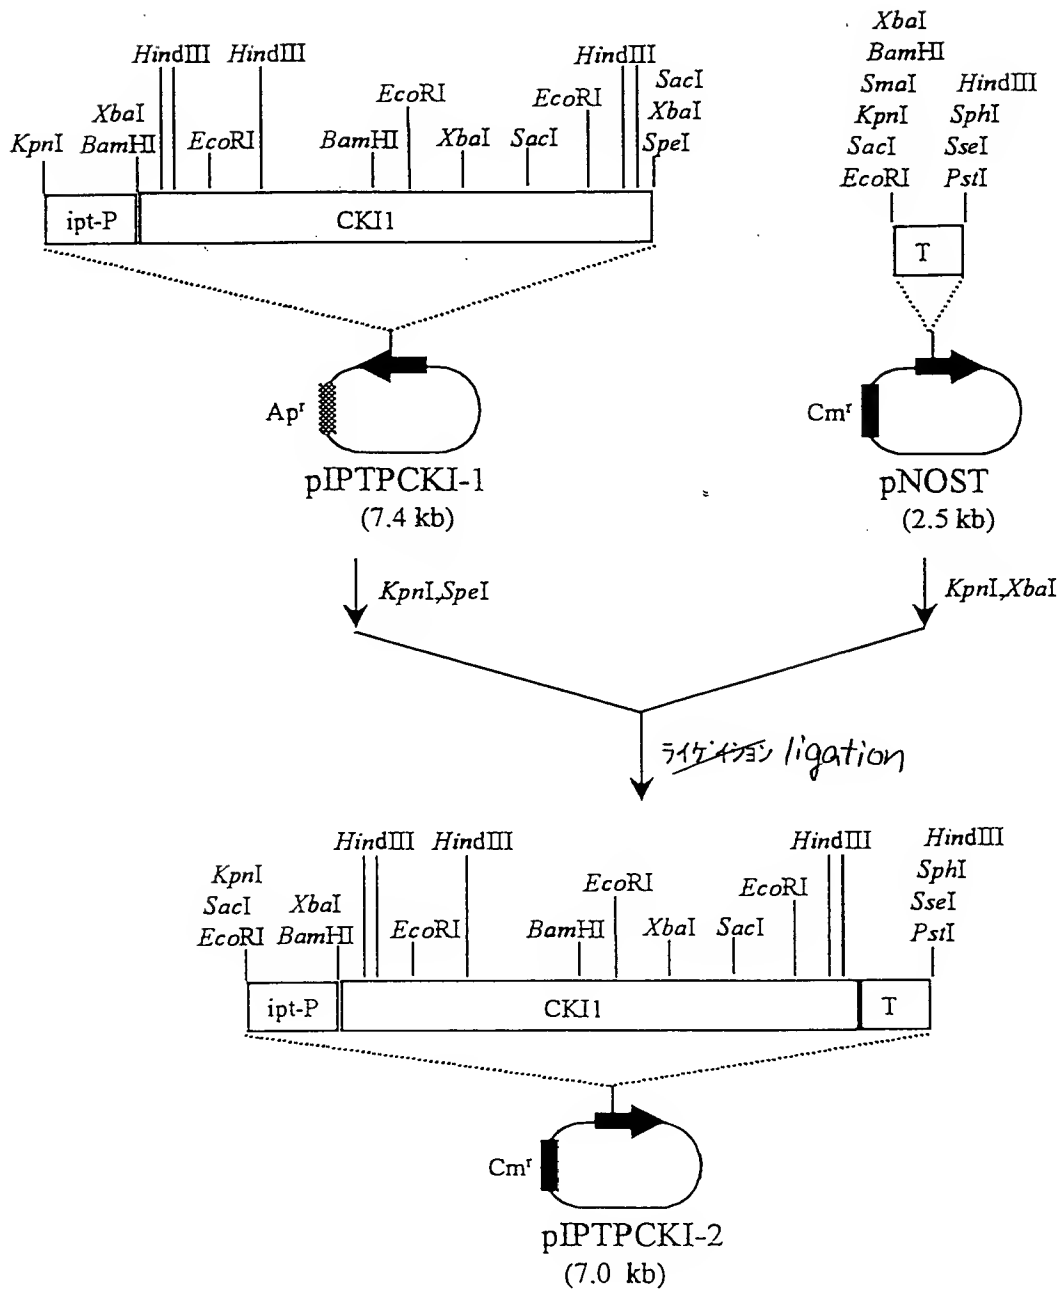 HindIII HindIII HindIII
SacI
XbaI EcoRI EcoRI XbaI
KpnI BamHI EcoRI BamHI XbaI SacI SpeI
ipt-P CKI1
Apʳ
pIPTPCKI-1
(7.4 kb)
KpnI,SpeI
XbaI
BamHI
SmaI HindIII
KpnI SphI
SacI SseI
EcoRI PstI
T
Cmʳ
pNOST
(2.5 kb)
KpnI,XbaI
ライゲイション ligation
HindIII HindIII HindIII HindIII
KpnI EcoRI EcoRI SphI
SacI XbaI SseI
EcoRI BamHI EcoRI BamHI XbaI SacI PstI
ipt-P CKI1 T
Cmʳ
pIPTPCKI-2
(7.0 kb)